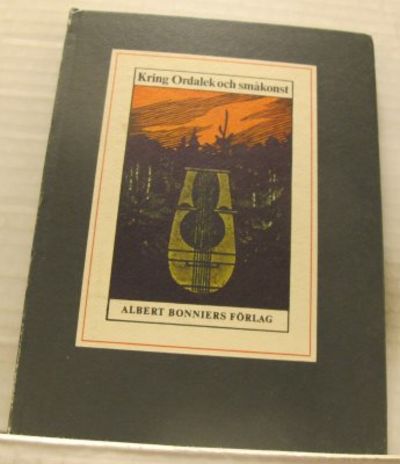 Kring Ordalek och småkonst
ALBERT BONNIERS FÖRLAG